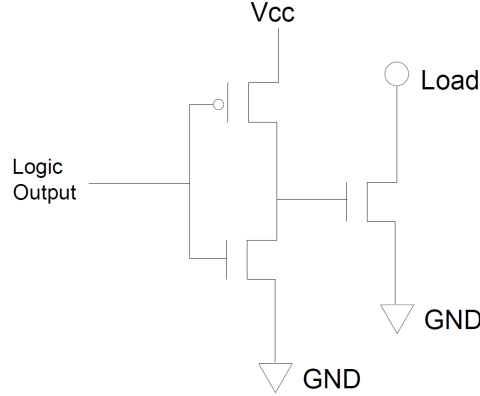 Vcc
Load
Logic
Output
GND
GND